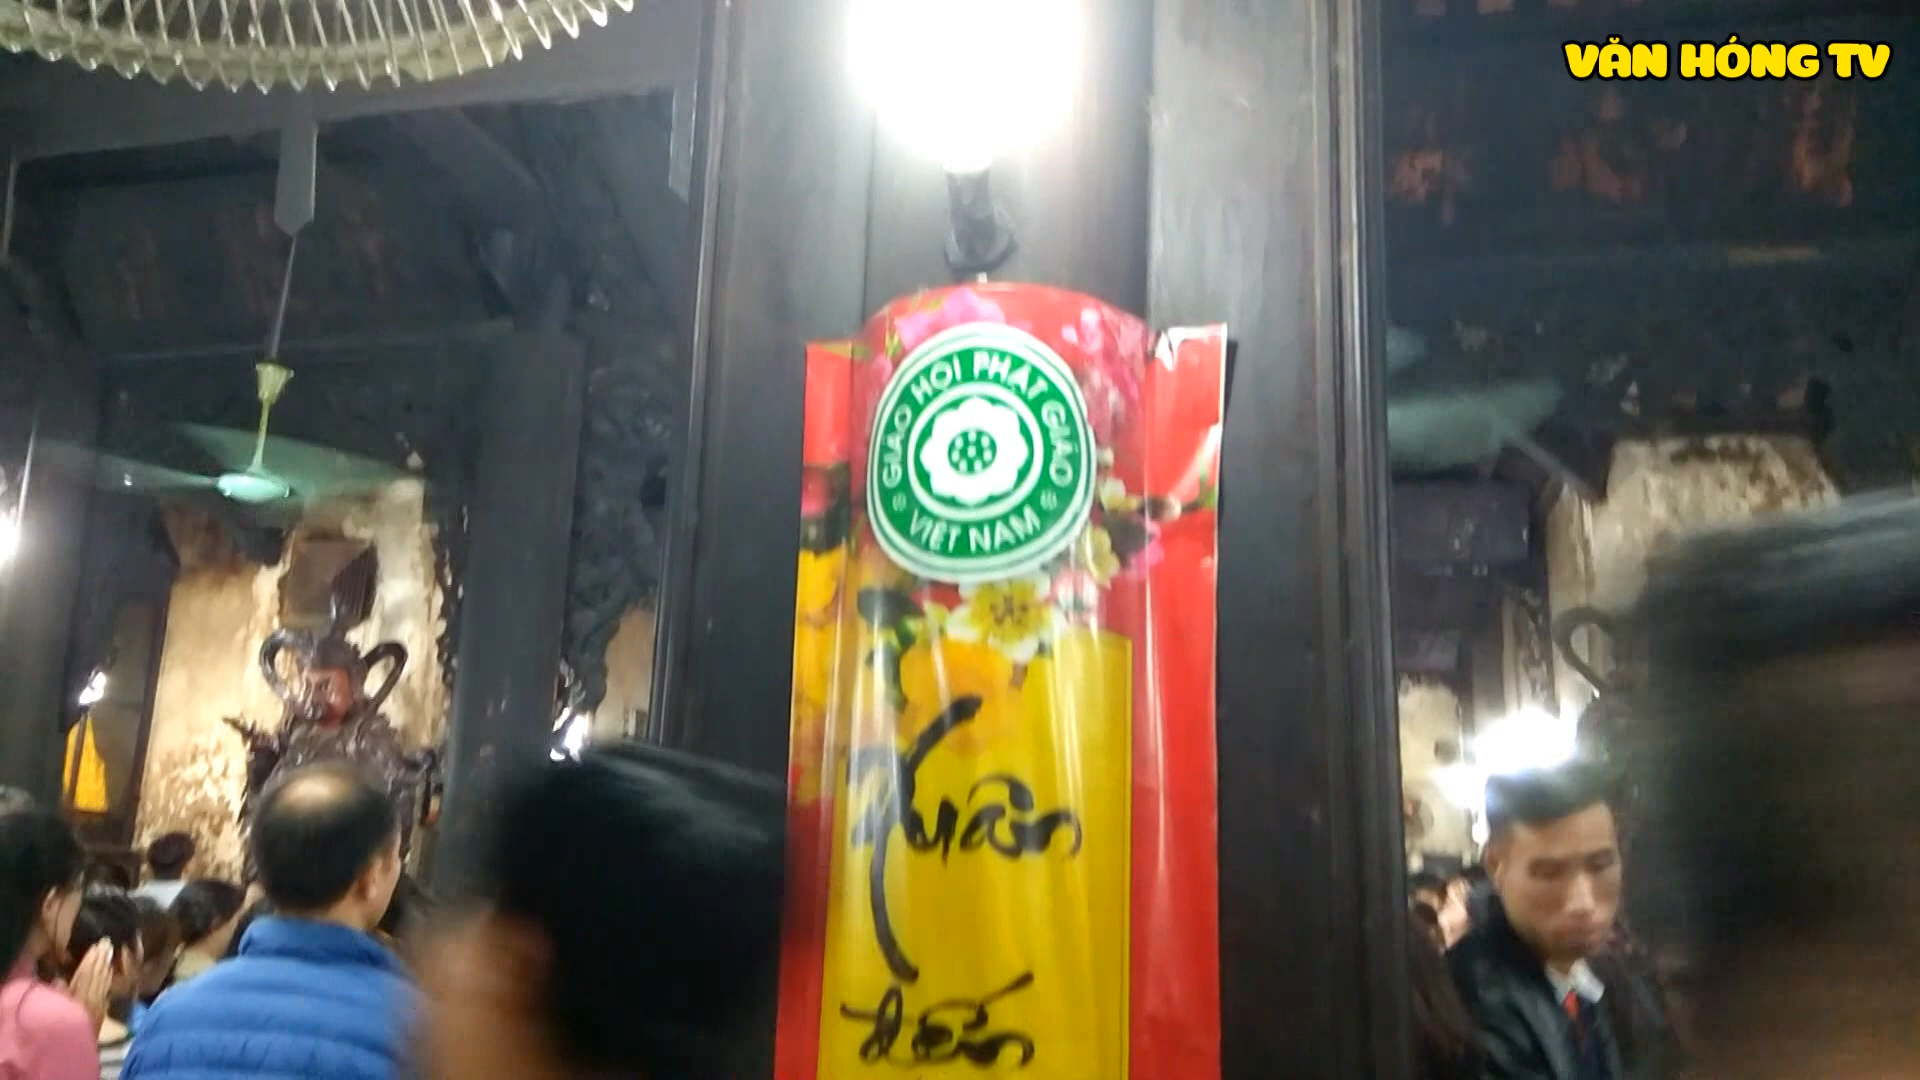 VĂN HÓNG TV
GIÁO HỘI PHẬT GIÁO
VIỆT NAM
Xuân
đến